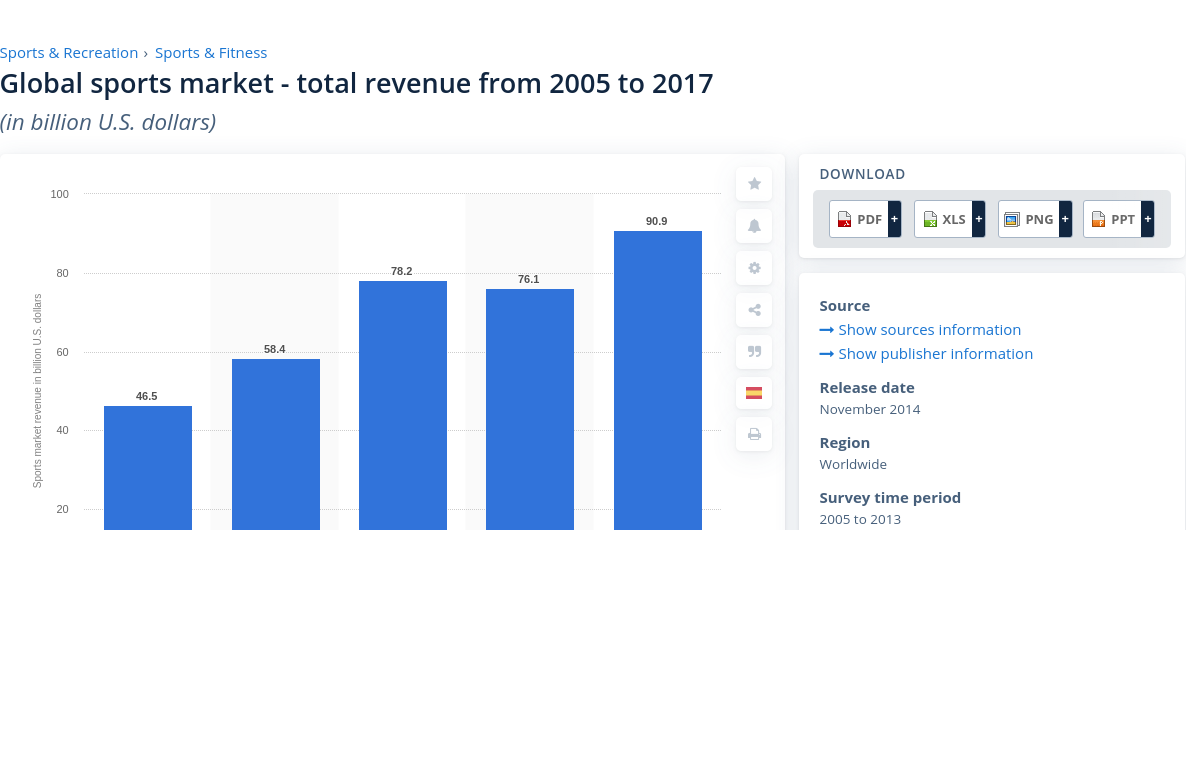 Sports & Recreation › Sports & Fitness
Global sports market - total revenue from 2005 to 2017
(in billion U.S. dollars)
Sports market revenue in billion U.S. dollars
100
80
60
40
20
46.5
58.4
78.2
76.1
90.9
DOWNLOAD
PDF + XLS + PNG + PPT +
Source
Show sources information
Show publisher information
Release date
November 2014
Region
Worldwide
Survey time period
2005 to 2013